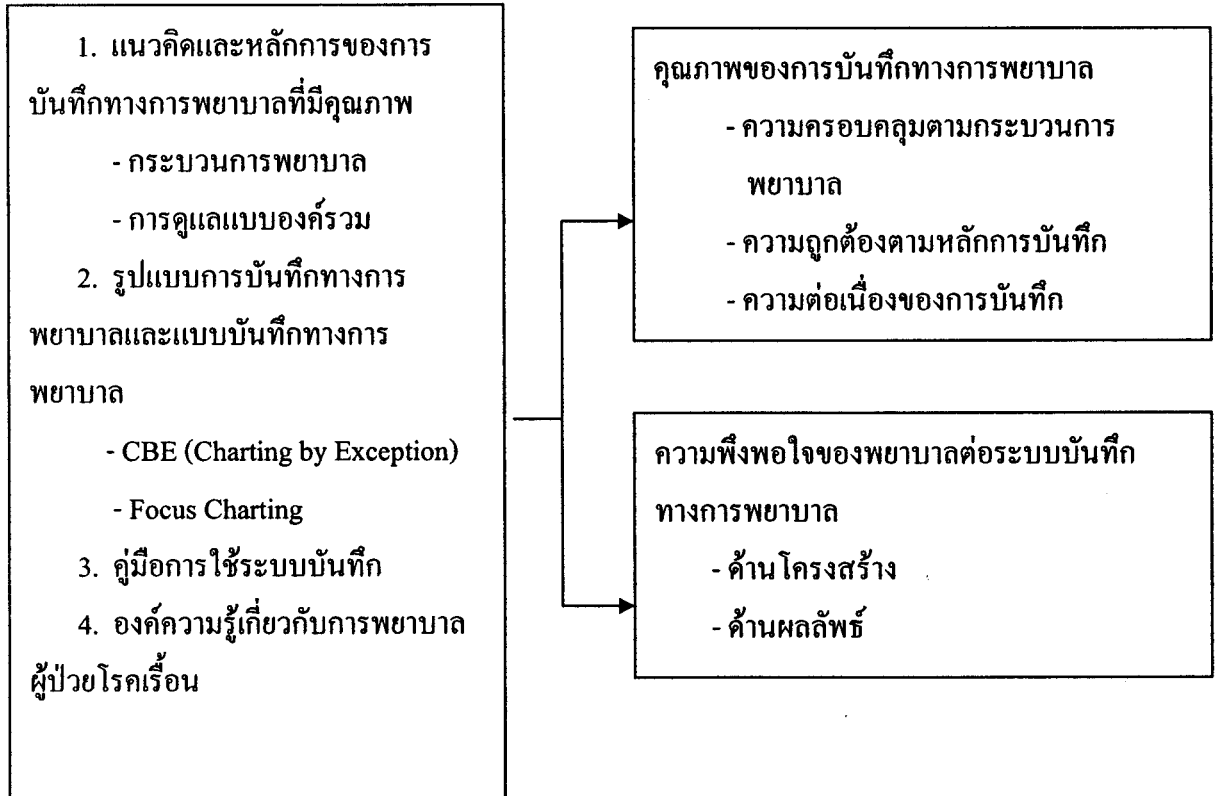 1. แนวคิดและหลักการของการ
บันทึกทางการพยาบาลที่มีคุณภาพ
- กระบวนการพยาบาล
- การดูแลแบบองค์รวม
2. รูปแบบการบันทึกทางการ
พยาบาลและแบบบันทึกทางการ
พยาบาล
- CBE (Charting by Exception)
- Focus Charting
3. คู่มือการใช้ระบบบันทึก
4. องค์ความรู้เกี่ยวกับการพยาบาล
ผู้ป่วยโรคเรื้อน
คุณภาพของการบันทึกทางการพยาบาล
- ความครอบคลุมตามกระบวนการ
พยาบาล
- ความถูกต้องตามหลักการบันทึก
- ความต่อเนื่องของการบันทึก
ความพึงพอใจของพยาบาลต่อระบบบันทึก
ทางการพยาบาล
- ด้านโครงสร้าง
- ด้านผลลัพธ์